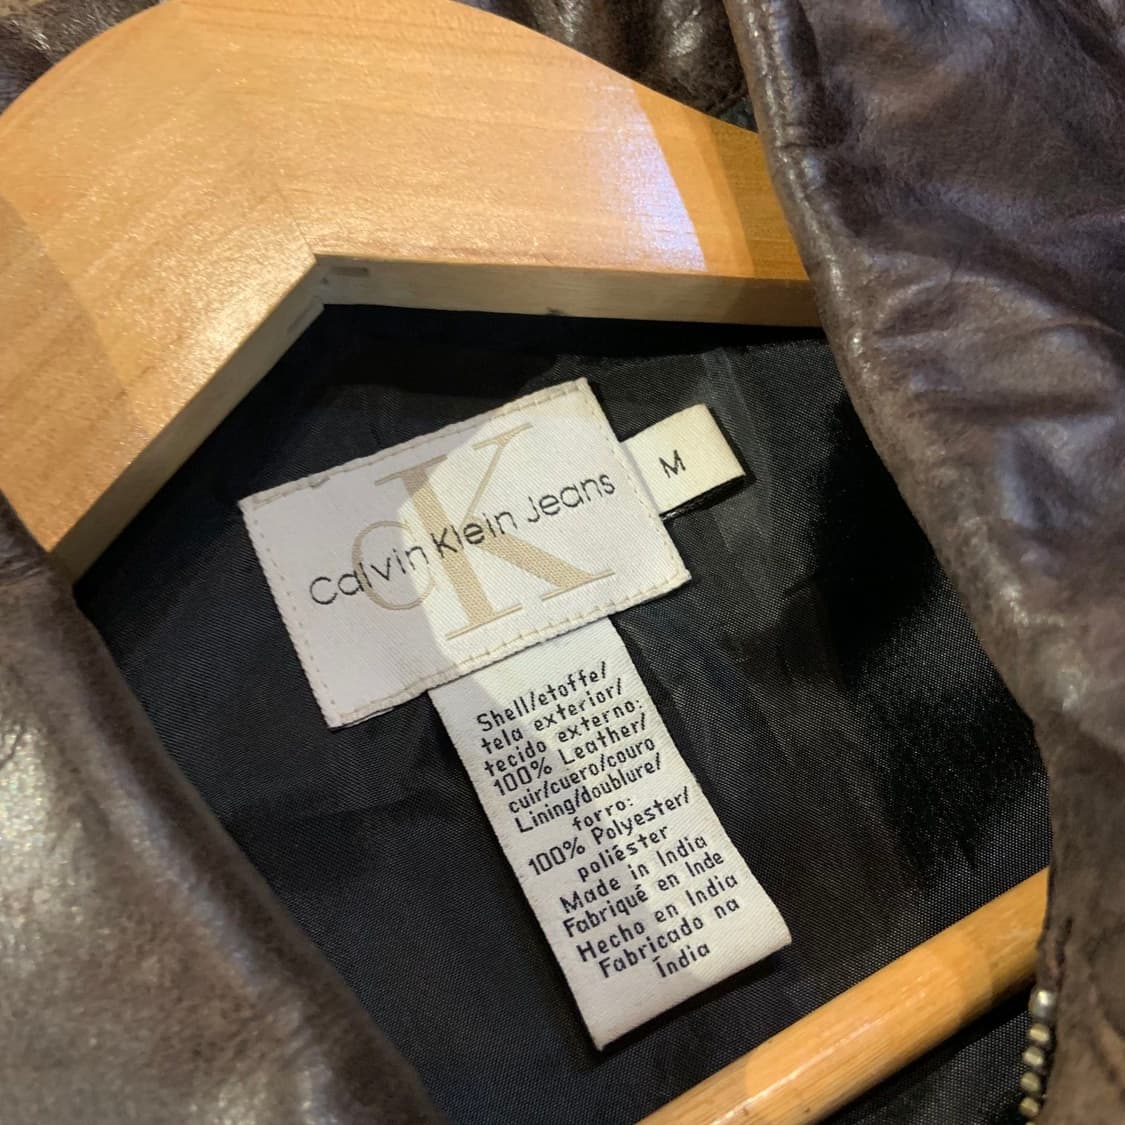 CK
Calvin Klein Jeans
M
Shell/etoffe/
tela exterior/
tecido externo:
100% Leather/
cuir/cuero/couro
Lining/doublure/
forro:
100% Polyester/
poliéster
Made in India
Fabriqué en Inde
Hecho en India
Fabricado na
Índia